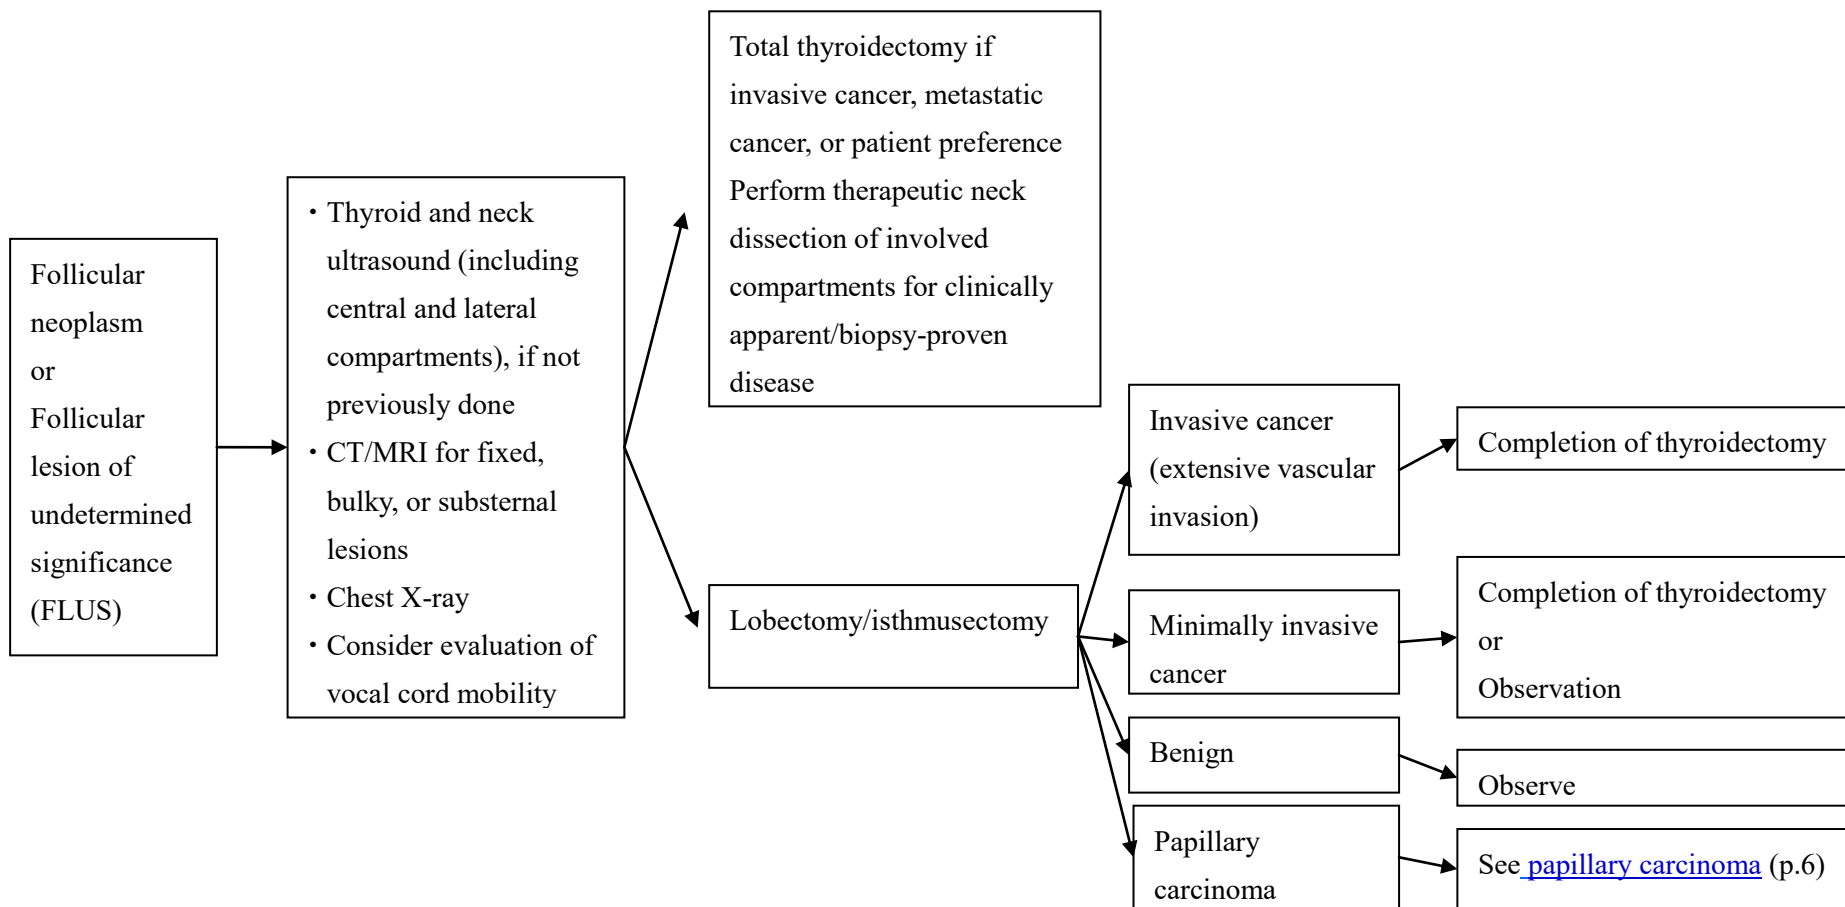 Follicular
neoplasm
or
Follicular
lesion of
undetermined
significance
(FLUS)
・Thyroid and neck
ultrasound (including
central and lateral
compartments), if not
previously done
・CT/MRI for fixed,
bulky, or substernal
lesions
・Chest X-ray
・Consider evaluation of
vocal cord mobility
Total thyroidectomy if
invasive cancer, metastatic
cancer, or patient preference
Perform therapeutic neck
dissection of involved
compartments for clinically
apparent/biopsy-proven
disease
Lobectomy/isthmusectomy
Invasive cancer
(extensive vascular
invasion)
Completion of thyroidectomy
Minimally invasive
cancer
Completion of thyroidectomy
or
Observation
Benign
Observe
Papillary
carcinoma
See papillary carcinoma (p.6)